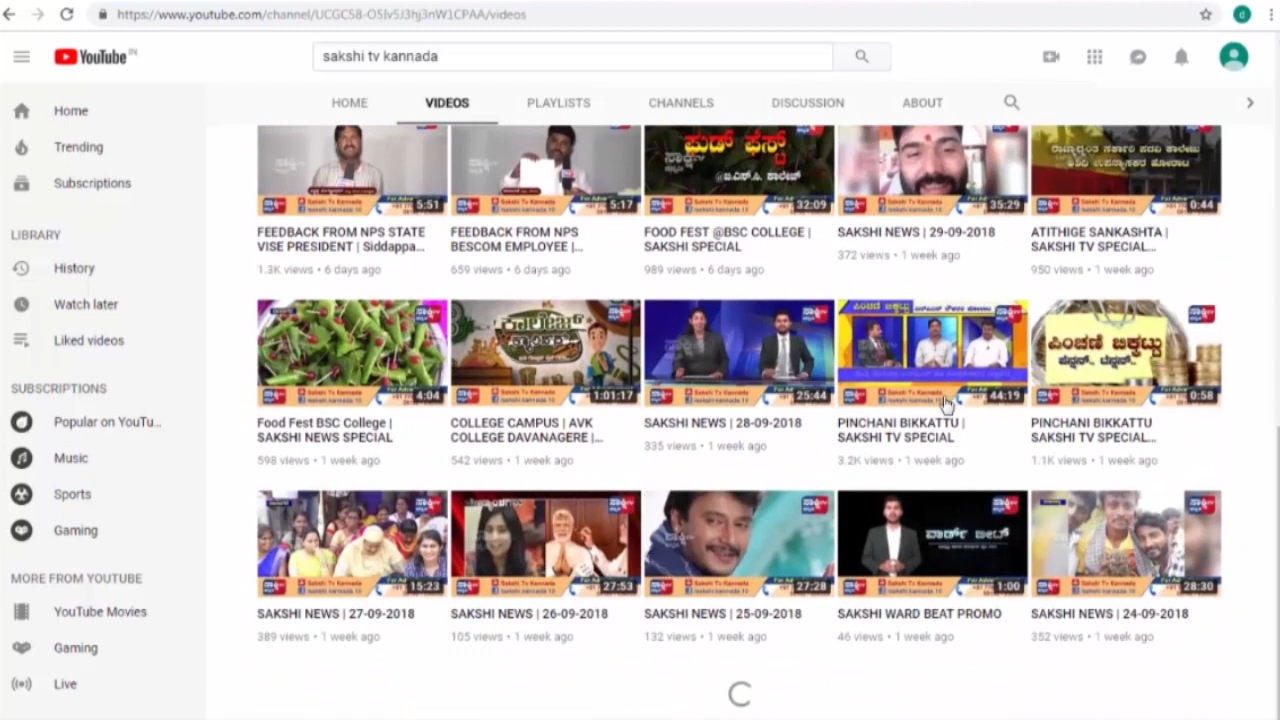 https://www.youtube.com/channel/UCGC58-O5Iv5J3hj3nW1CPAA/videos
YouTube IN
sakshi tv kannada
HOME VIDEOS PLAYLISTS CHANNELS DISCUSSION ABOUT
Home
Trending
Subscriptions
LIBRARY
History
Watch later
Liked videos
SUBSCRIPTIONS
Popular on YouTu...
Music
Sports
Gaming
MORE FROM YOUTUBE
YouTube Movies
Gaming
Live
5:51
FEEDBACK FROM NPS STATE
VISE PRESIDENT | Siddappa...
1.3K views • 6 days ago
5:17
FEEDBACK FROM NPS
BESCOM EMPLOYEE |...
659 views • 6 days ago
ಫುಡ್ ಫೆಸ್ಟ್
@ಬಿ.ಎಸ್.ಸಿ. ಕಾಲೇಜ್
32:09
FOOD FEST @BSC COLLEGE |
SAKSHI SPECIAL
989 views • 6 days ago
35:29
SAKSHI NEWS | 29-09-2018
372 views • 1 week ago
0:44
ATITHIGE SANKASHTA |
SAKSHI TV SPECIAL...
950 views • 1 week ago
4:04
Food Fest BSC College |
SAKSHI NEWS SPECIAL
598 views • 1 week ago
1:01:17
COLLEGE CAMPUS | AVK
COLLEGE DAVANAGERE |...
542 views • 1 week ago
25:44
SAKSHI NEWS | 28-09-2018
335 views • 1 week ago
44:19
PINCHANI BIKKATTU |
SAKSHI TV SPECIAL
3.2K views • 1 week ago
ಪಿಂಚಣಿ ಬಿಕ್ಕಟ್ಟು
0:58
PINCHANI BIKKATTU
SAKSHI TV SPECIAL...
1.1K views • 1 week ago
15:23
SAKSHI NEWS | 27-09-2018
389 views • 1 week ago
27:53
SAKSHI NEWS | 26-09-2018
105 views • 1 week ago
27:28
SAKSHI NEWS | 25-09-2018
132 views • 1 week ago
ವಾರ್ಡ್ ಬೀಟ್
1:00
SAKSHI WARD BEAT PROMO
46 views • 1 week ago
28:30
SAKSHI NEWS | 24-09-2018
352 views • 1 week ago